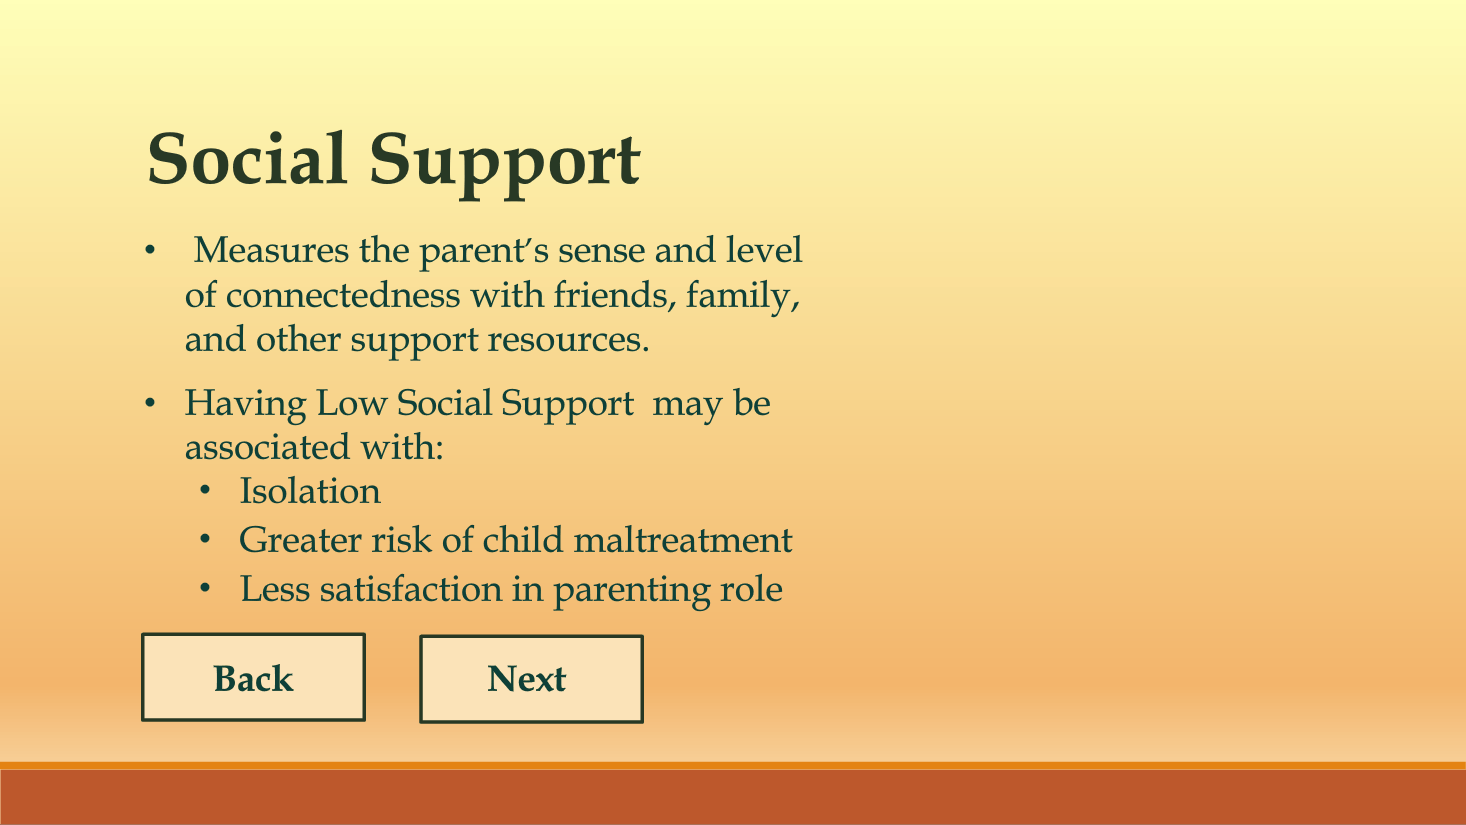 Social Support
•  Measures the parent’s sense and level
of connectedness with friends, family,
and other support resources.
• Having Low Social Support  may be
associated with:
• Isolation
• Greater risk of child maltreatment
• Less satisfaction in parenting role
Back
Next